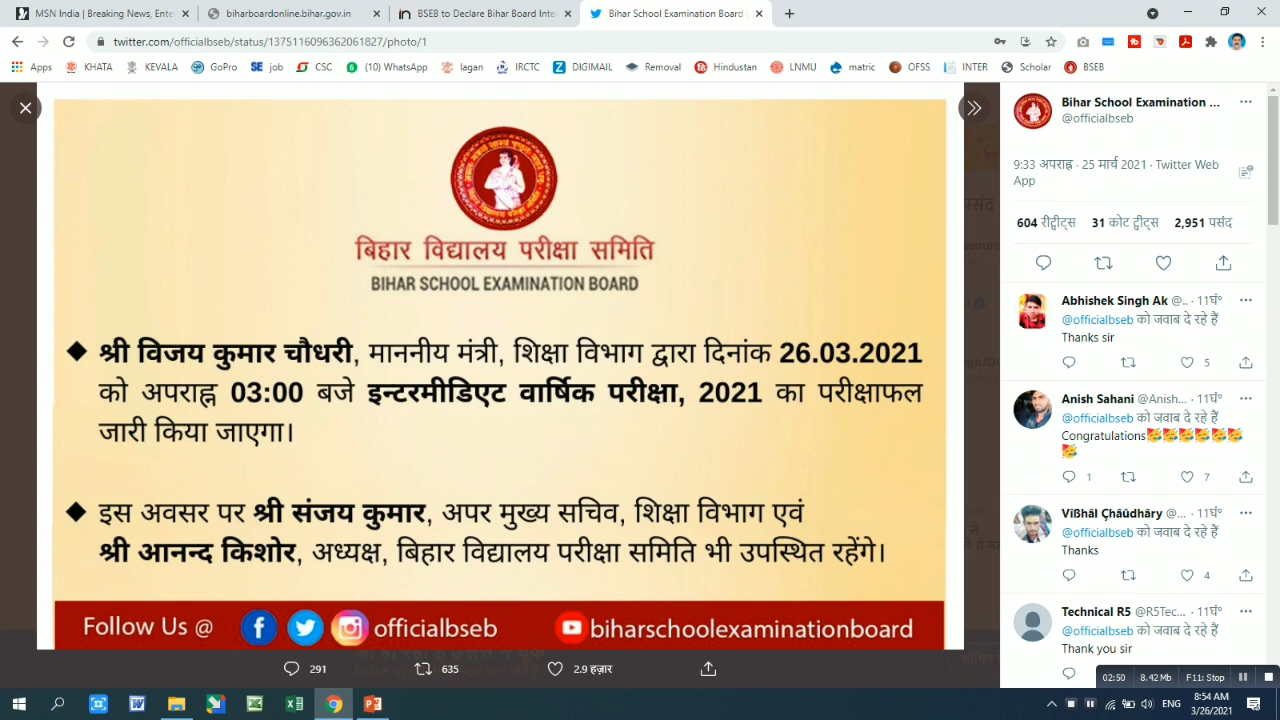 MSN India | Breaking News, Ente
biharboardonline.bihar.gov.in
BSEB to Declare Bihar Board Inte
Bihar School Examination Board
twitter.com/officialbseb/status/1375116096362061827/photo/1
Apps KHATA KEVALA GoPro job CSC (10) WhatsApp lagan IRCTC DIGIMAIL Removal Hindustan LNMU matric OFSS INTER Scholar BSEB
बिहार विद्यालय परीक्षा समिति
BIHAR SCHOOL EXAMINATION BOARD
श्री विजय कुमार चौधरी, माननीय मंत्री, शिक्षा विभाग द्वारा दिनांक 26.03.2021
को अपराह्न 03:00 बजे इन्टरमीडिएट वार्षिक परीक्षा, 2021 का परीक्षाफल
जारी किया जाएगा।
इस अवसर पर श्री संजय कुमार, अपर मुख्य सचिव, शिक्षा विभाग एवं
श्री आनन्द किशोर, अध्यक्ष, बिहार विद्यालय परीक्षा समिति भी उपस्थित रहेंगे।
Follow Us @ officialbseb biharschoolexaminationboard
291 635 2.9 हज़ार
Bihar School Examination ...
@officialbseb
9:33 अपराह्न · 25 मार्च 2021 · Twitter Web
App
604 रीट्वीट्स 31 कोट ट्वीट्स 2,951 पसंद
Abhishek Singh Ak @.. · 11घं॰
@officialbseb को जवाब दे रहे हैं
Thanks sir
5
Anish Sahani @Anish... · 11घं॰
@officialbseb को जवाब दे रहे हैं
Congratulations🥳🥳🥳🥳🥳🥳
🥳
1 7
Vîßhâl Çhâûdhâry @... · 11घं॰
@officialbseb को जवाब दे रहे हैं
Thanks
4
Technical R5 @R5Tec... · 11घं॰
@officialbseb को जवाब दे रहे हैं
Thank you sir
02:50 8.42 Mb F11: Stop
ENG
8:54 AM
3/26/2021